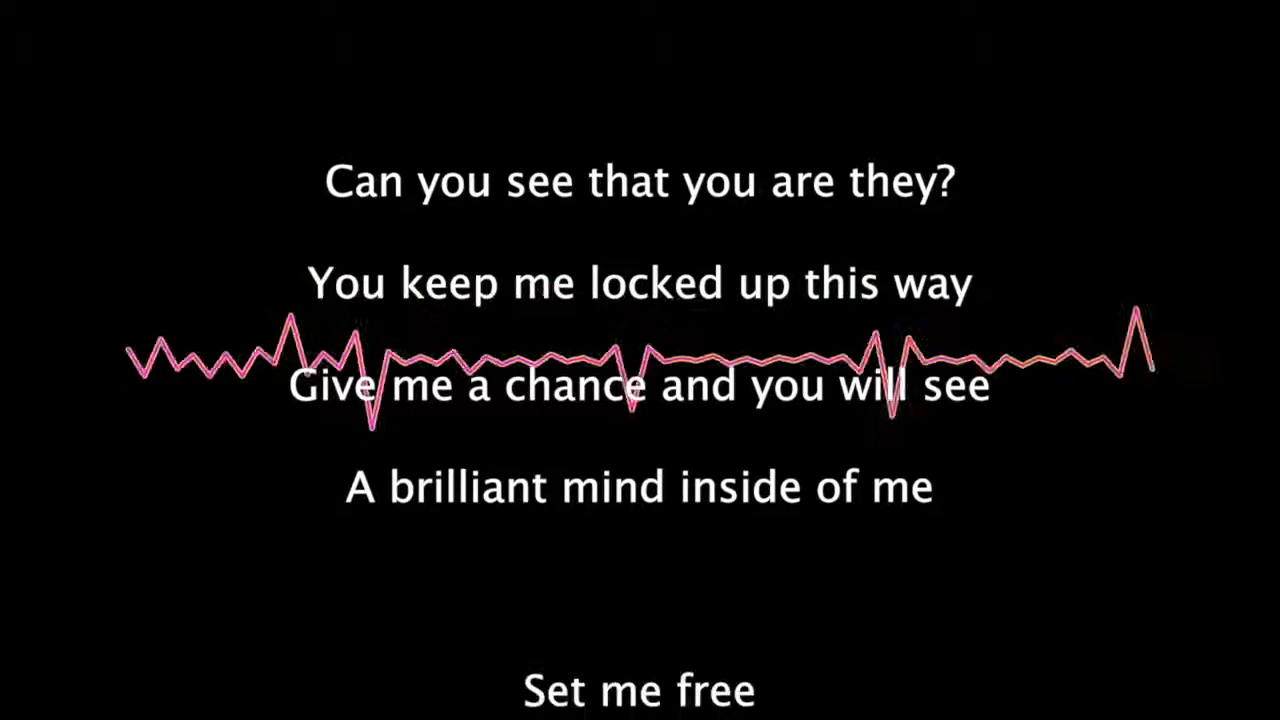 Can you see that you are they?
You keep me locked up this way
Give me a chance and you will see
A brilliant mind inside of me
Set me free